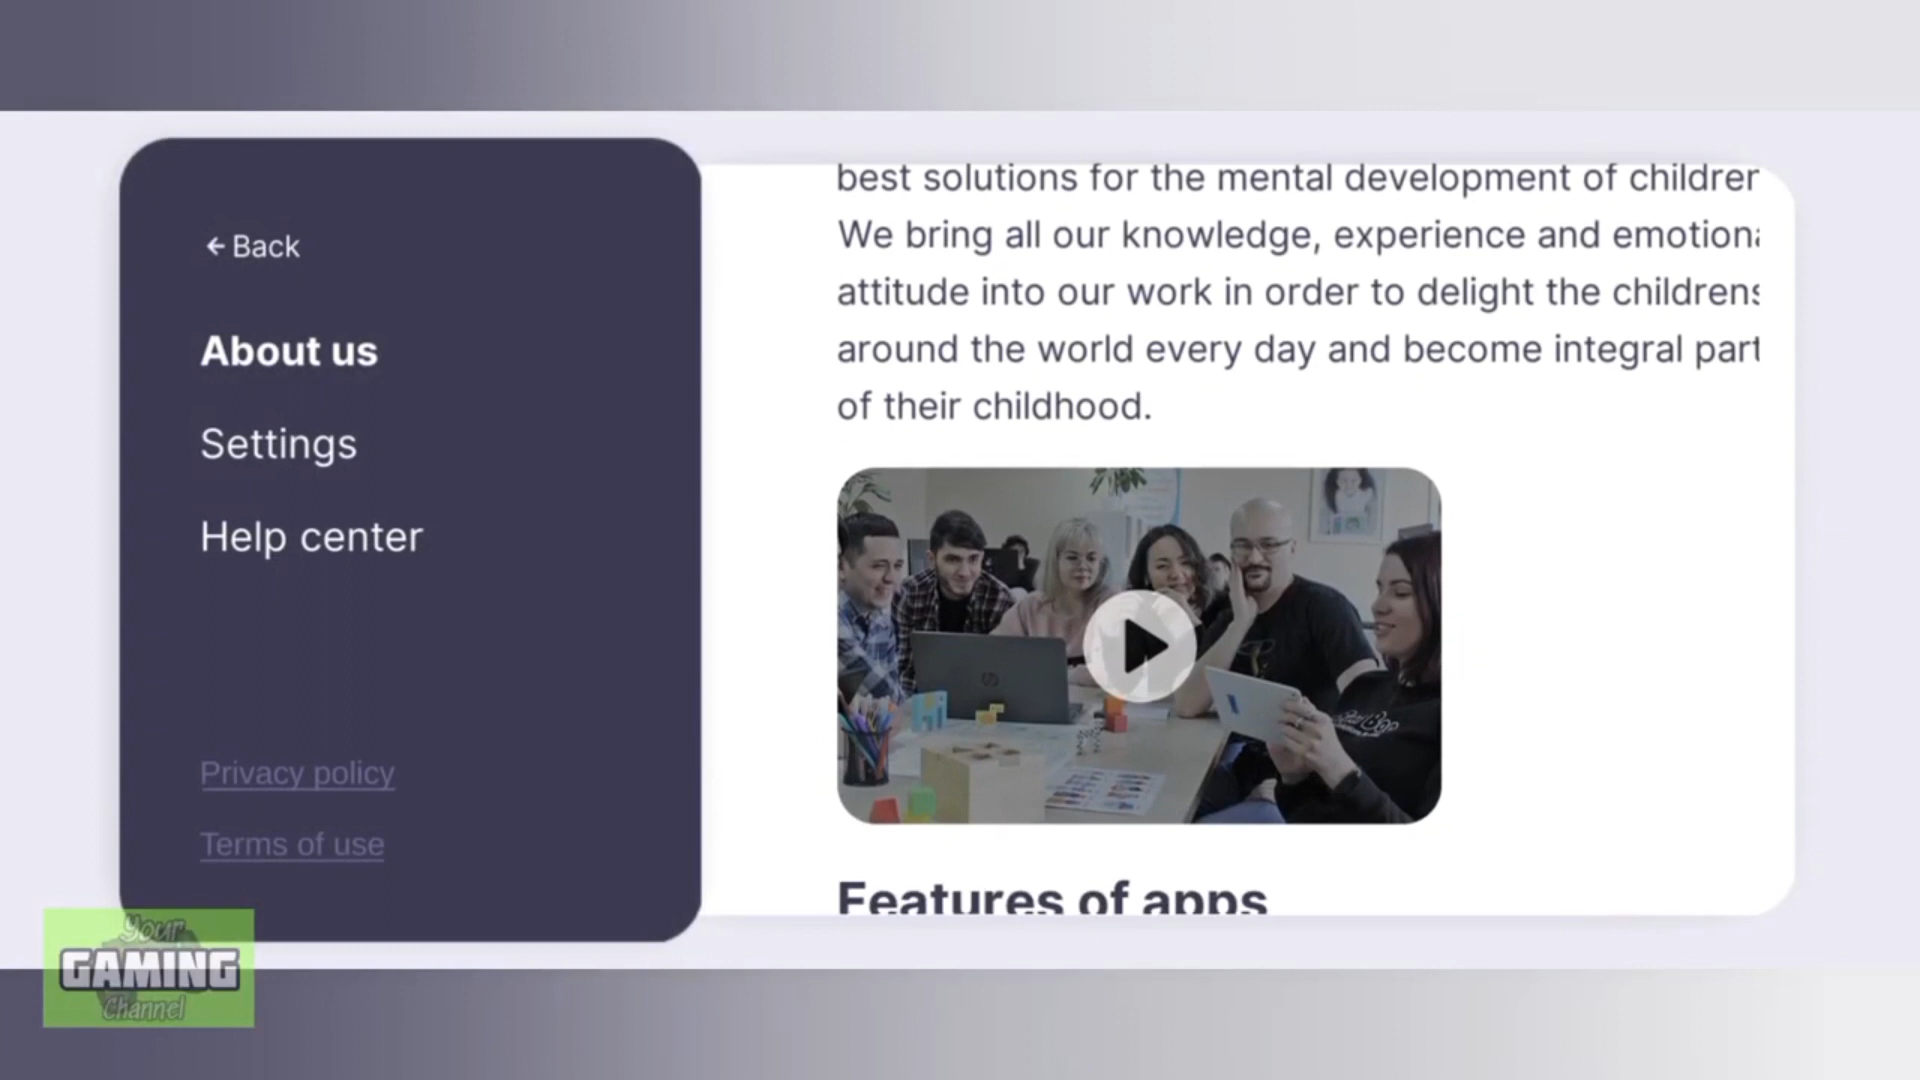 ← Back
About us
Settings
Help center
Privacy policy
Terms of use
best solutions for the mental development of children
We bring all our knowledge, experience and emotiona
attitude into our work in order to delight the childrens
around the world every day and become integral part
of their childhood.
hp
Features of apps
Your
GAMING
Channel